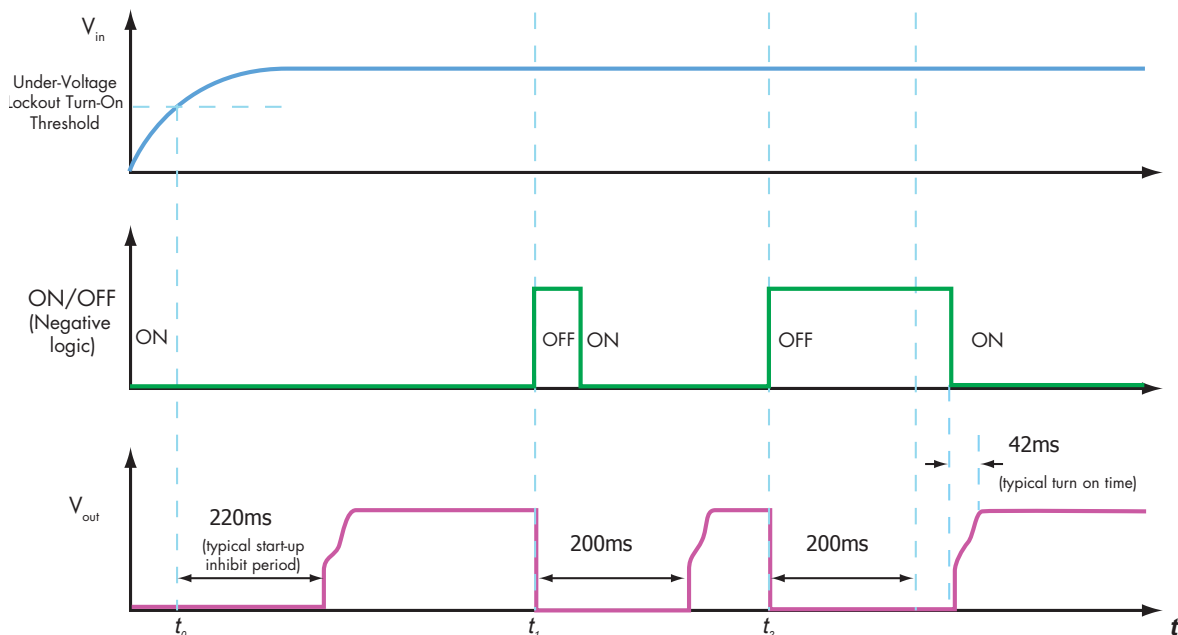 V_in
Under-Voltage
Lockout Turn-On
Threshold
ON/OFF
(Negative
logic)
ON
OFF
ON
OFF
ON
V_out
220ms
(typical start-up
inhibit period)
200ms
200ms
42ms
(typical turn on time)
t_0
t_1
t_2
t